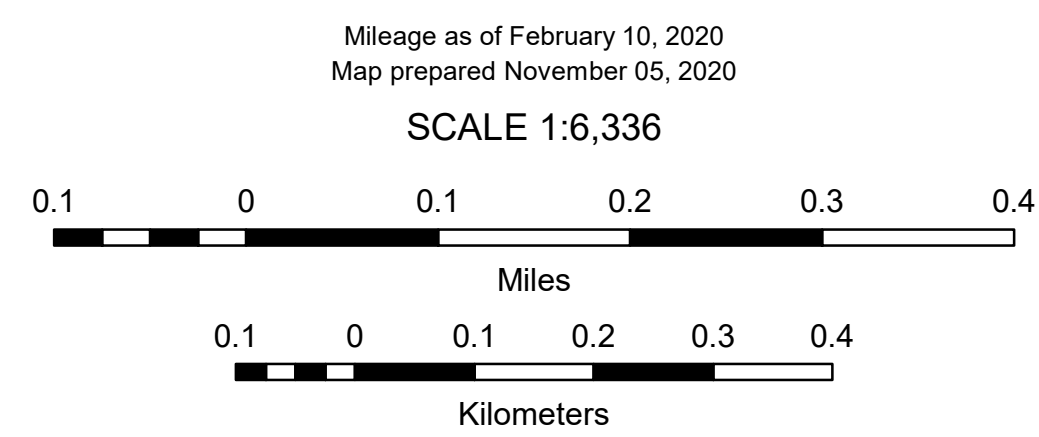 Mileage as of February 10, 2020
Map prepared November 05, 2020
SCALE 1:6,336
0.1 0 0.1 0.2 0.3 0.4
Miles
0.1 0 0.1 0.2 0.3 0.4
Kilometers